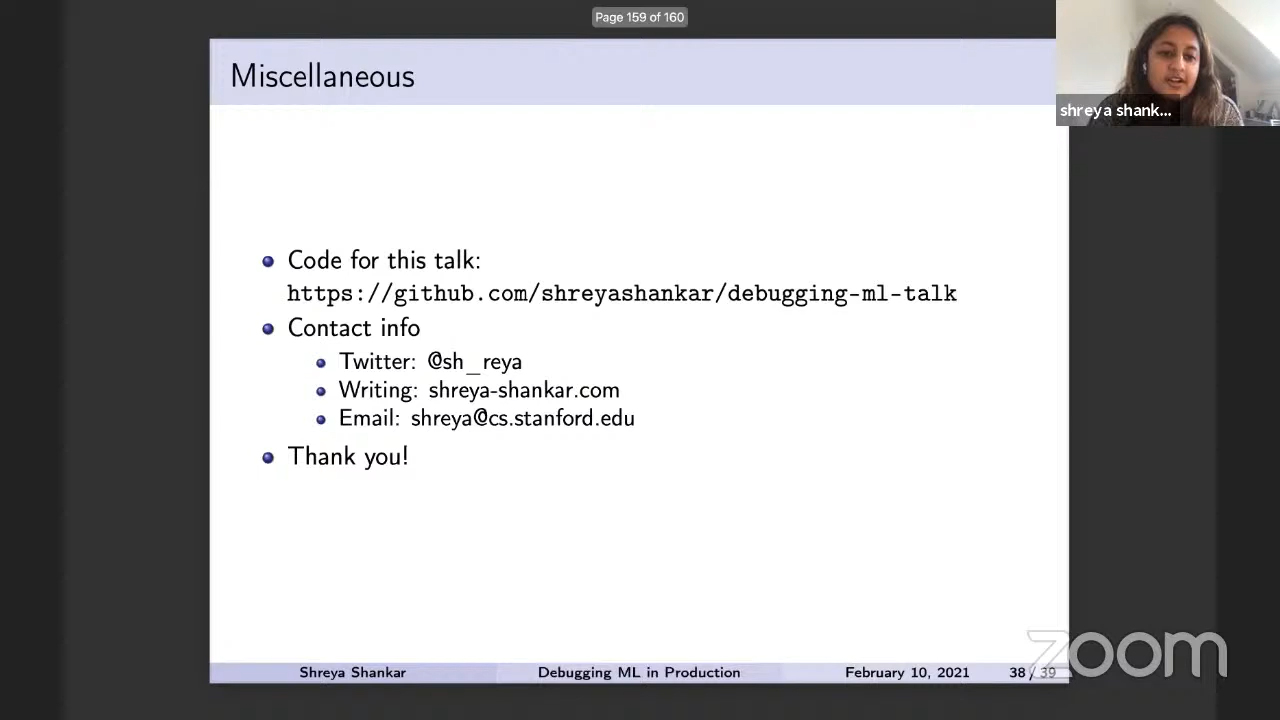 Page 159 of 160
Miscellaneous
shreya shank...
Code for this talk:
https://github.com/shreyashankar/debugging-ml-talk
Contact info
Twitter: @sh_reya
Writing: shreya-shankar.com
Email: shreya@cs.stanford.edu
Thank you!
zoom
Shreya Shankar Debugging ML in Production February 10, 2021 38 / 39